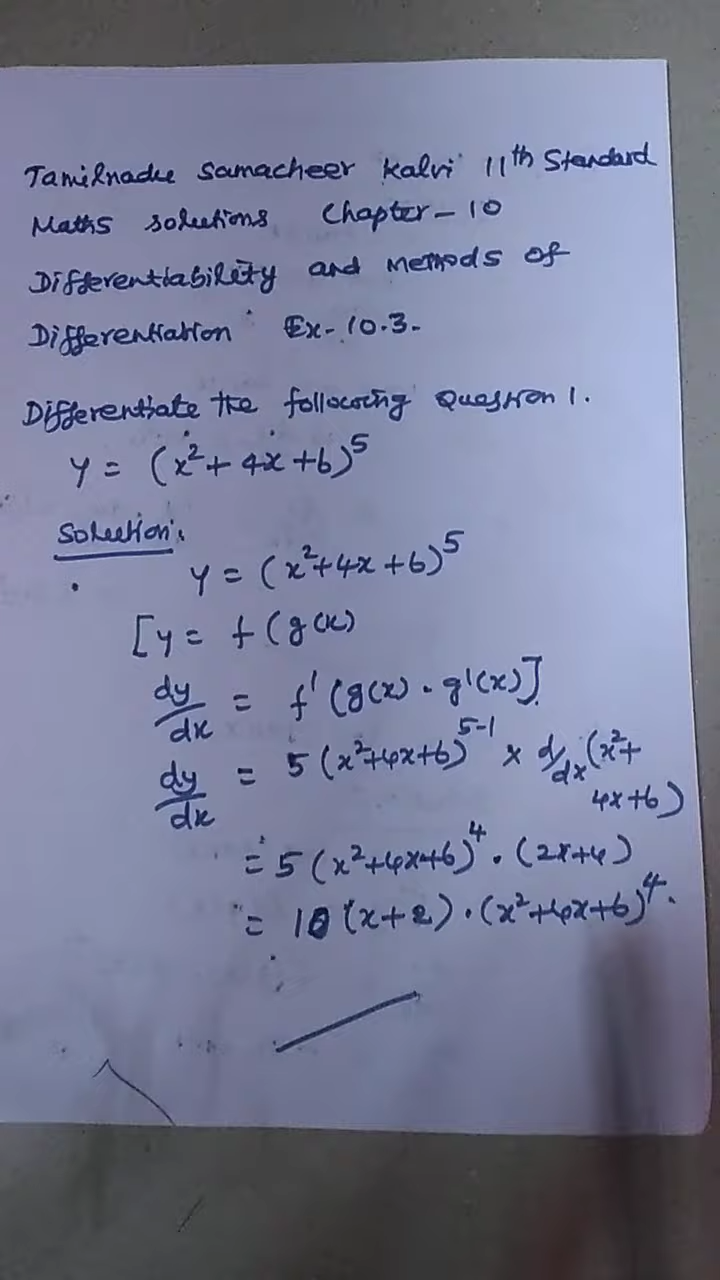 Tamilnadu Samacheer Kalvi 11th Standard
Maths solutions Chapter - 10
Differentiability and Methods of
Differentiation Ex - 10.3.
Differentiate the following Question 1.
y = (x²+ 4x +6)⁵
Solution:
y = (x²+4x +6)⁵
[y = f(g(x)
dy/dx = f'(g(x) . g'(x)]
dy/dx = 5(x²+4x+6)⁵⁻¹ × d/dx (x²+
4x+6)
= 5(x²+4x+6)⁴ . (2x+4)
= 10 (x+2) . (x²+4x+6)⁴.